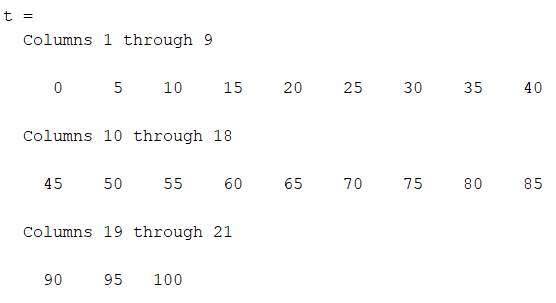 t =
Columns 1 through 9
0 5 10 15 20 25 30 35 40
Columns 10 through 18
45 50 55 60 65 70 75 80 85
Columns 19 through 21
90 95 100